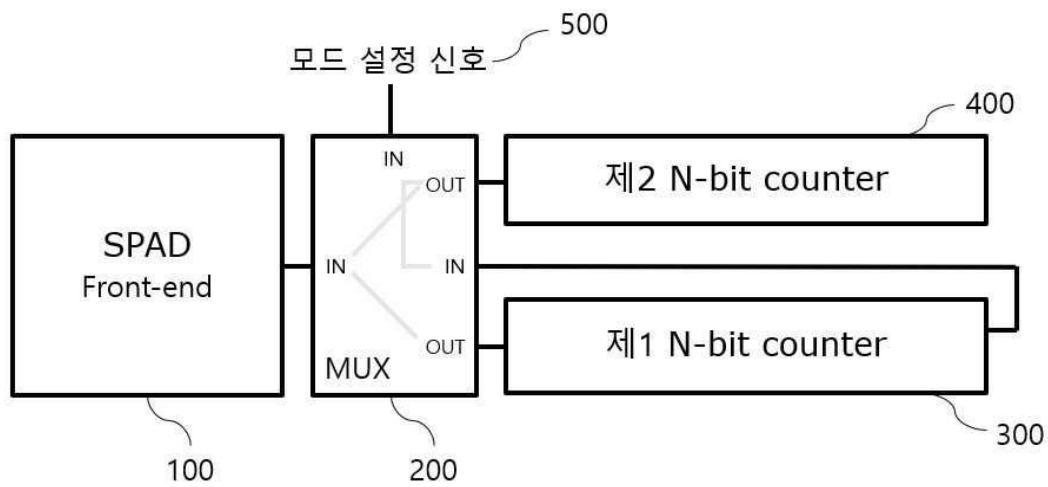 500
모드 설정 신호
400
IN
OUT
제2 N-bit counter
SPAD
Front-end
IN
IN
제1 N-bit counter
OUT
MUX
300
100
200